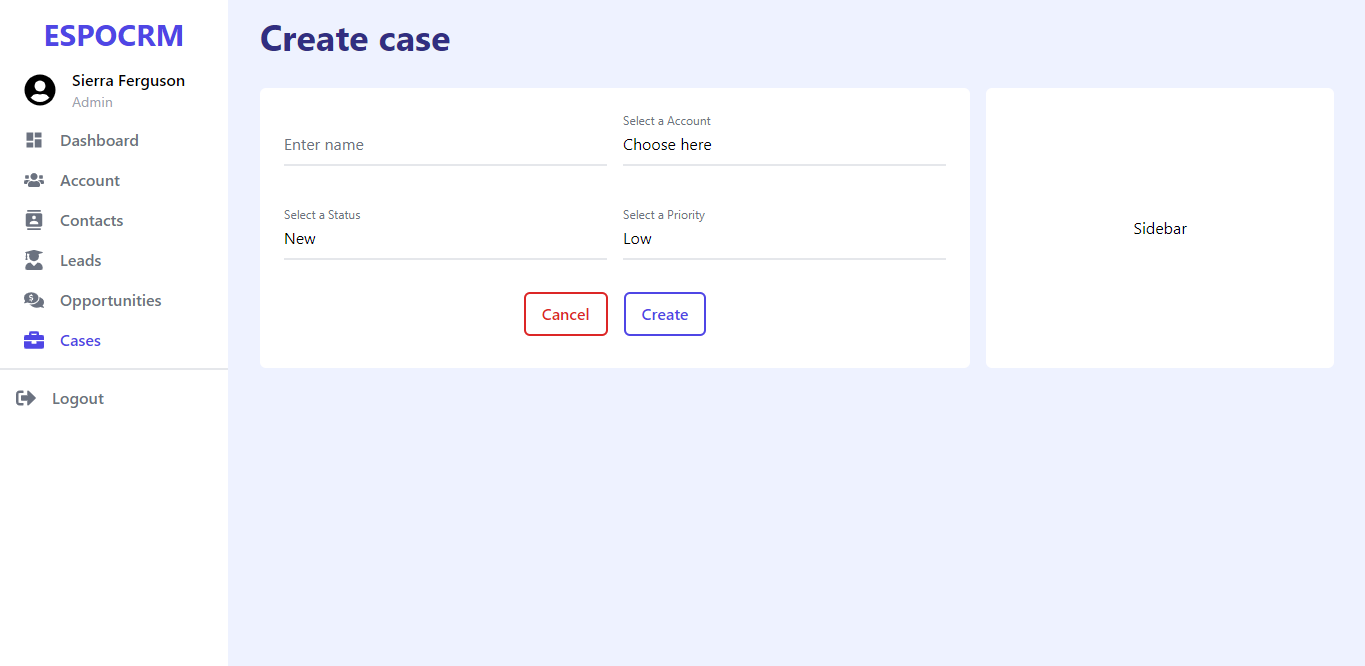 ESPOCRM
Sierra Ferguson
Admin
Dashboard
Account
Contacts
Leads
Opportunities
Cases
Logout
Create case
Enter name
Select a Account
Choose here
Select a Status
New
Select a Priority
Low
Cancel
Create
Sidebar